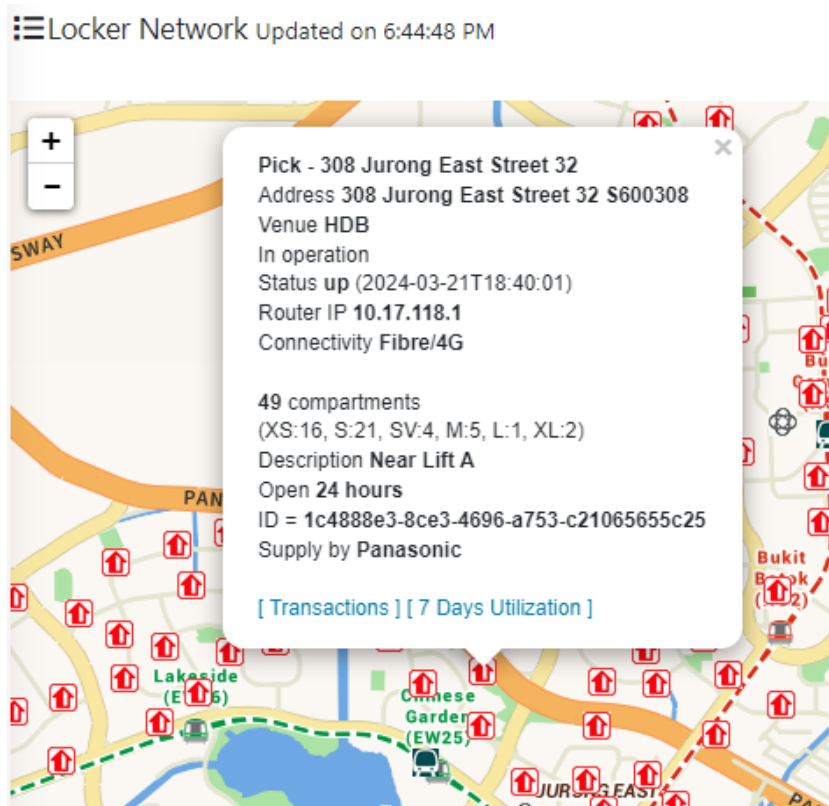 Locker Network Updated on 6:44:48 PM
+
−
SWAY
Pick - 308 Jurong East Street 32
Address 308 Jurong East Street 32 S600308
Venue HDB
In operation
Status up (2024-03-21T18:40:01)
Router IP 10.17.118.1
Connectivity Fibre/4G
49 compartments
(XS:16, S:21, SV:4, M:5, L:1, XL:2)
Description Near Lift A
Open 24 hours
ID = 1c4888e3-8ce3-4696-a753-c21065655c25
Supply by Panasonic
[ Transactions ] [ 7 Days Utilization ]
×
Bu
PAN
Bukit
Lakeside
Garden
(EW25)
JURONG EAST
PA